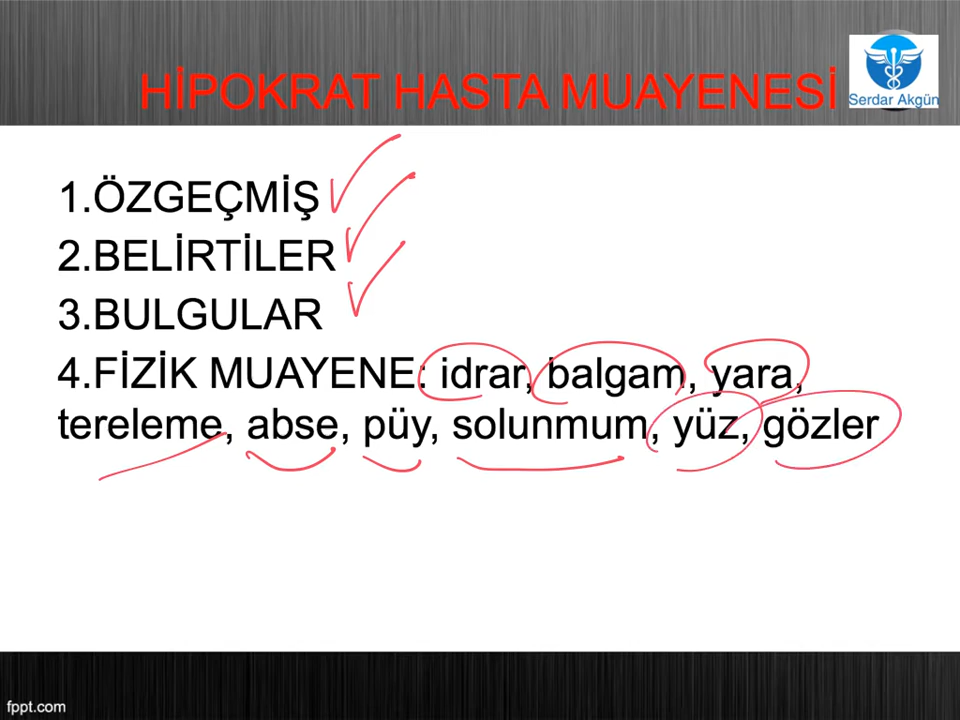 HİPOKRAT HASTA MUAYENESİ
Serdar Akgün
1.ÖZGEÇMİŞ
2.BELİRTİLER
3.BULGULAR
4.FİZİK MUAYENE: idrar, balgam, yara,
tereleme, abse, püy, solunmum, yüz, gözler
fppt.com